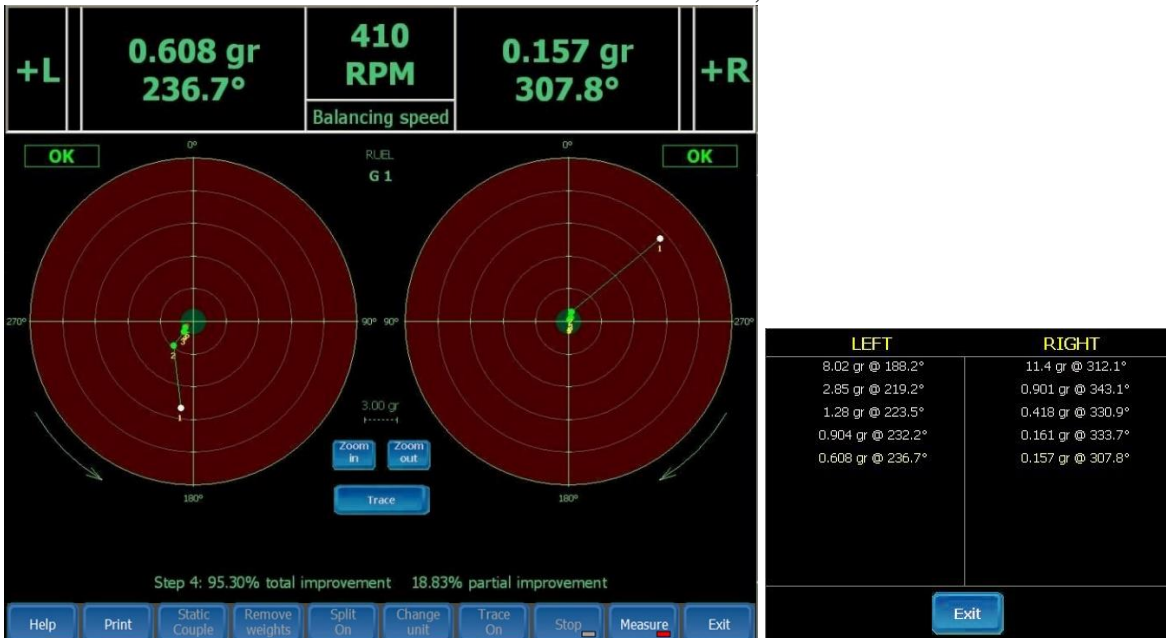 +L
0.608 gr
236.7°
410
RPM
Balancing speed
0.157 gr
307.8°
+R
OK
RUEL
G 1
OK
0°
0°
1
270°
90°
90°
270°
3
2
1
3.00 gr
Zoom
in
Zoom
out
Trace
180°
180°
Step 4: 95.30% total improvement 18.83% partial improvement
Help
Print
Static
Couple
Remove
weights
Split
On
Change
unit
Trace
On
Stop
Measure
Exit
LEFT RIGHT
8.02 gr @ 188.2° 11.4 gr @ 312.1°
2.85 gr @ 219.2° 0.901 gr @ 343.1°
1.28 gr @ 223.5° 0.418 gr @ 330.9°
0.904 gr @ 232.2° 0.161 gr @ 333.7°
0.608 gr @ 236.7° 0.157 gr @ 307.8°
Exit